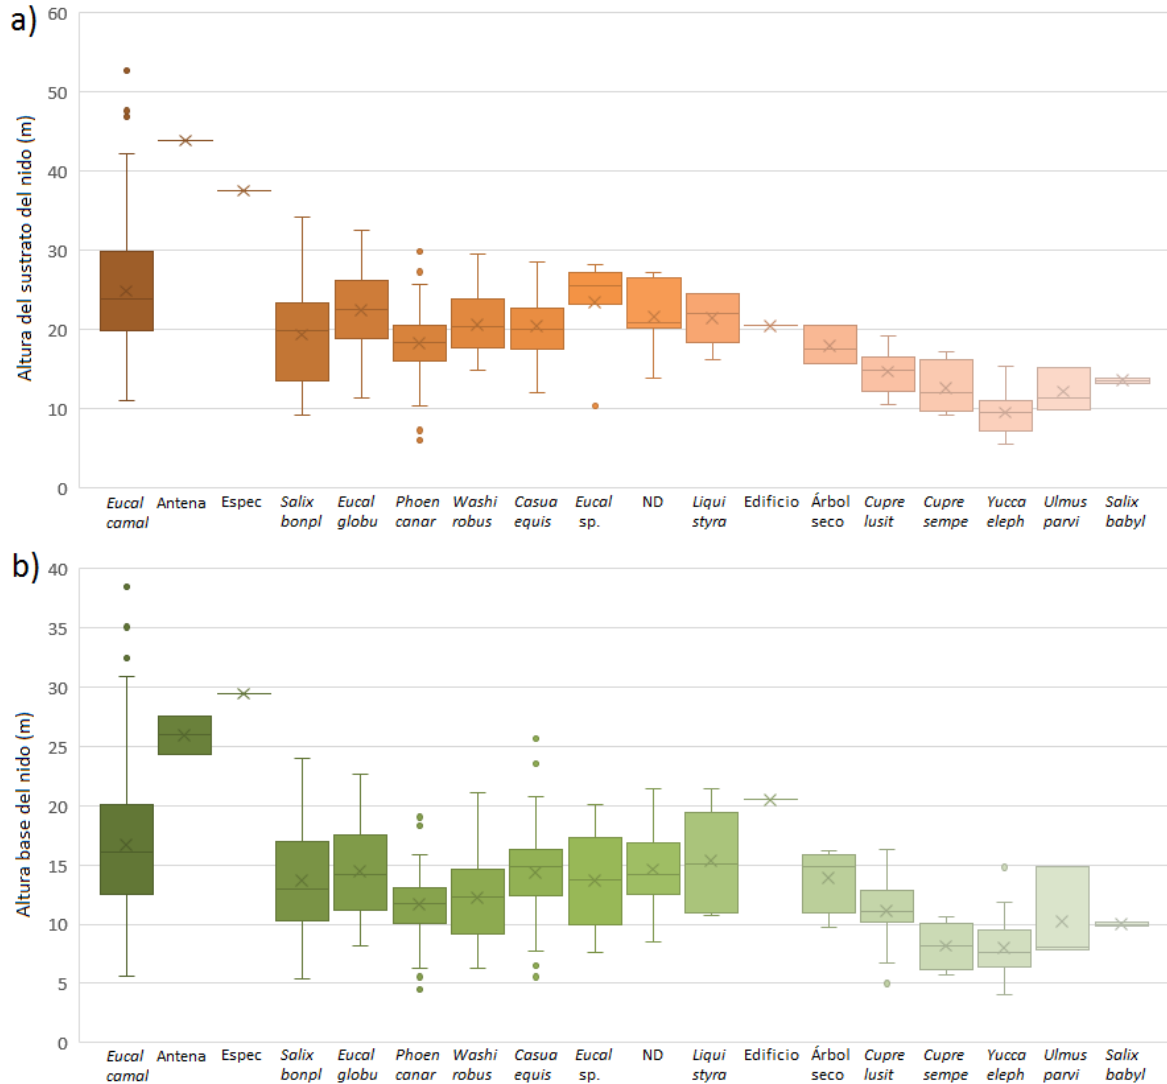 a)
Altura del sustrato del nido (m)
60
50
40
30
20
10
0
Eucal Antena Espec Salix Eucal Phoen Washi Casua Eucal ND Liqui Edificio Árbol Cupre Cupre Yucca Ulmus Salix
camal bonpl globu canar robus equis sp. styra seco lusit sempe eleph parvi babyl
b)
Altura base del nido (m)
40
35
30
25
20
15
10
5
0
Eucal Antena Espec Salix Eucal Phoen Washi Casua Eucal ND Liqui Edificio Árbol Cupre Cupre Yucca Ulmus Salix
camal bonpl globu canar robus equis sp. styra seco lusit sempe eleph parvi babyl